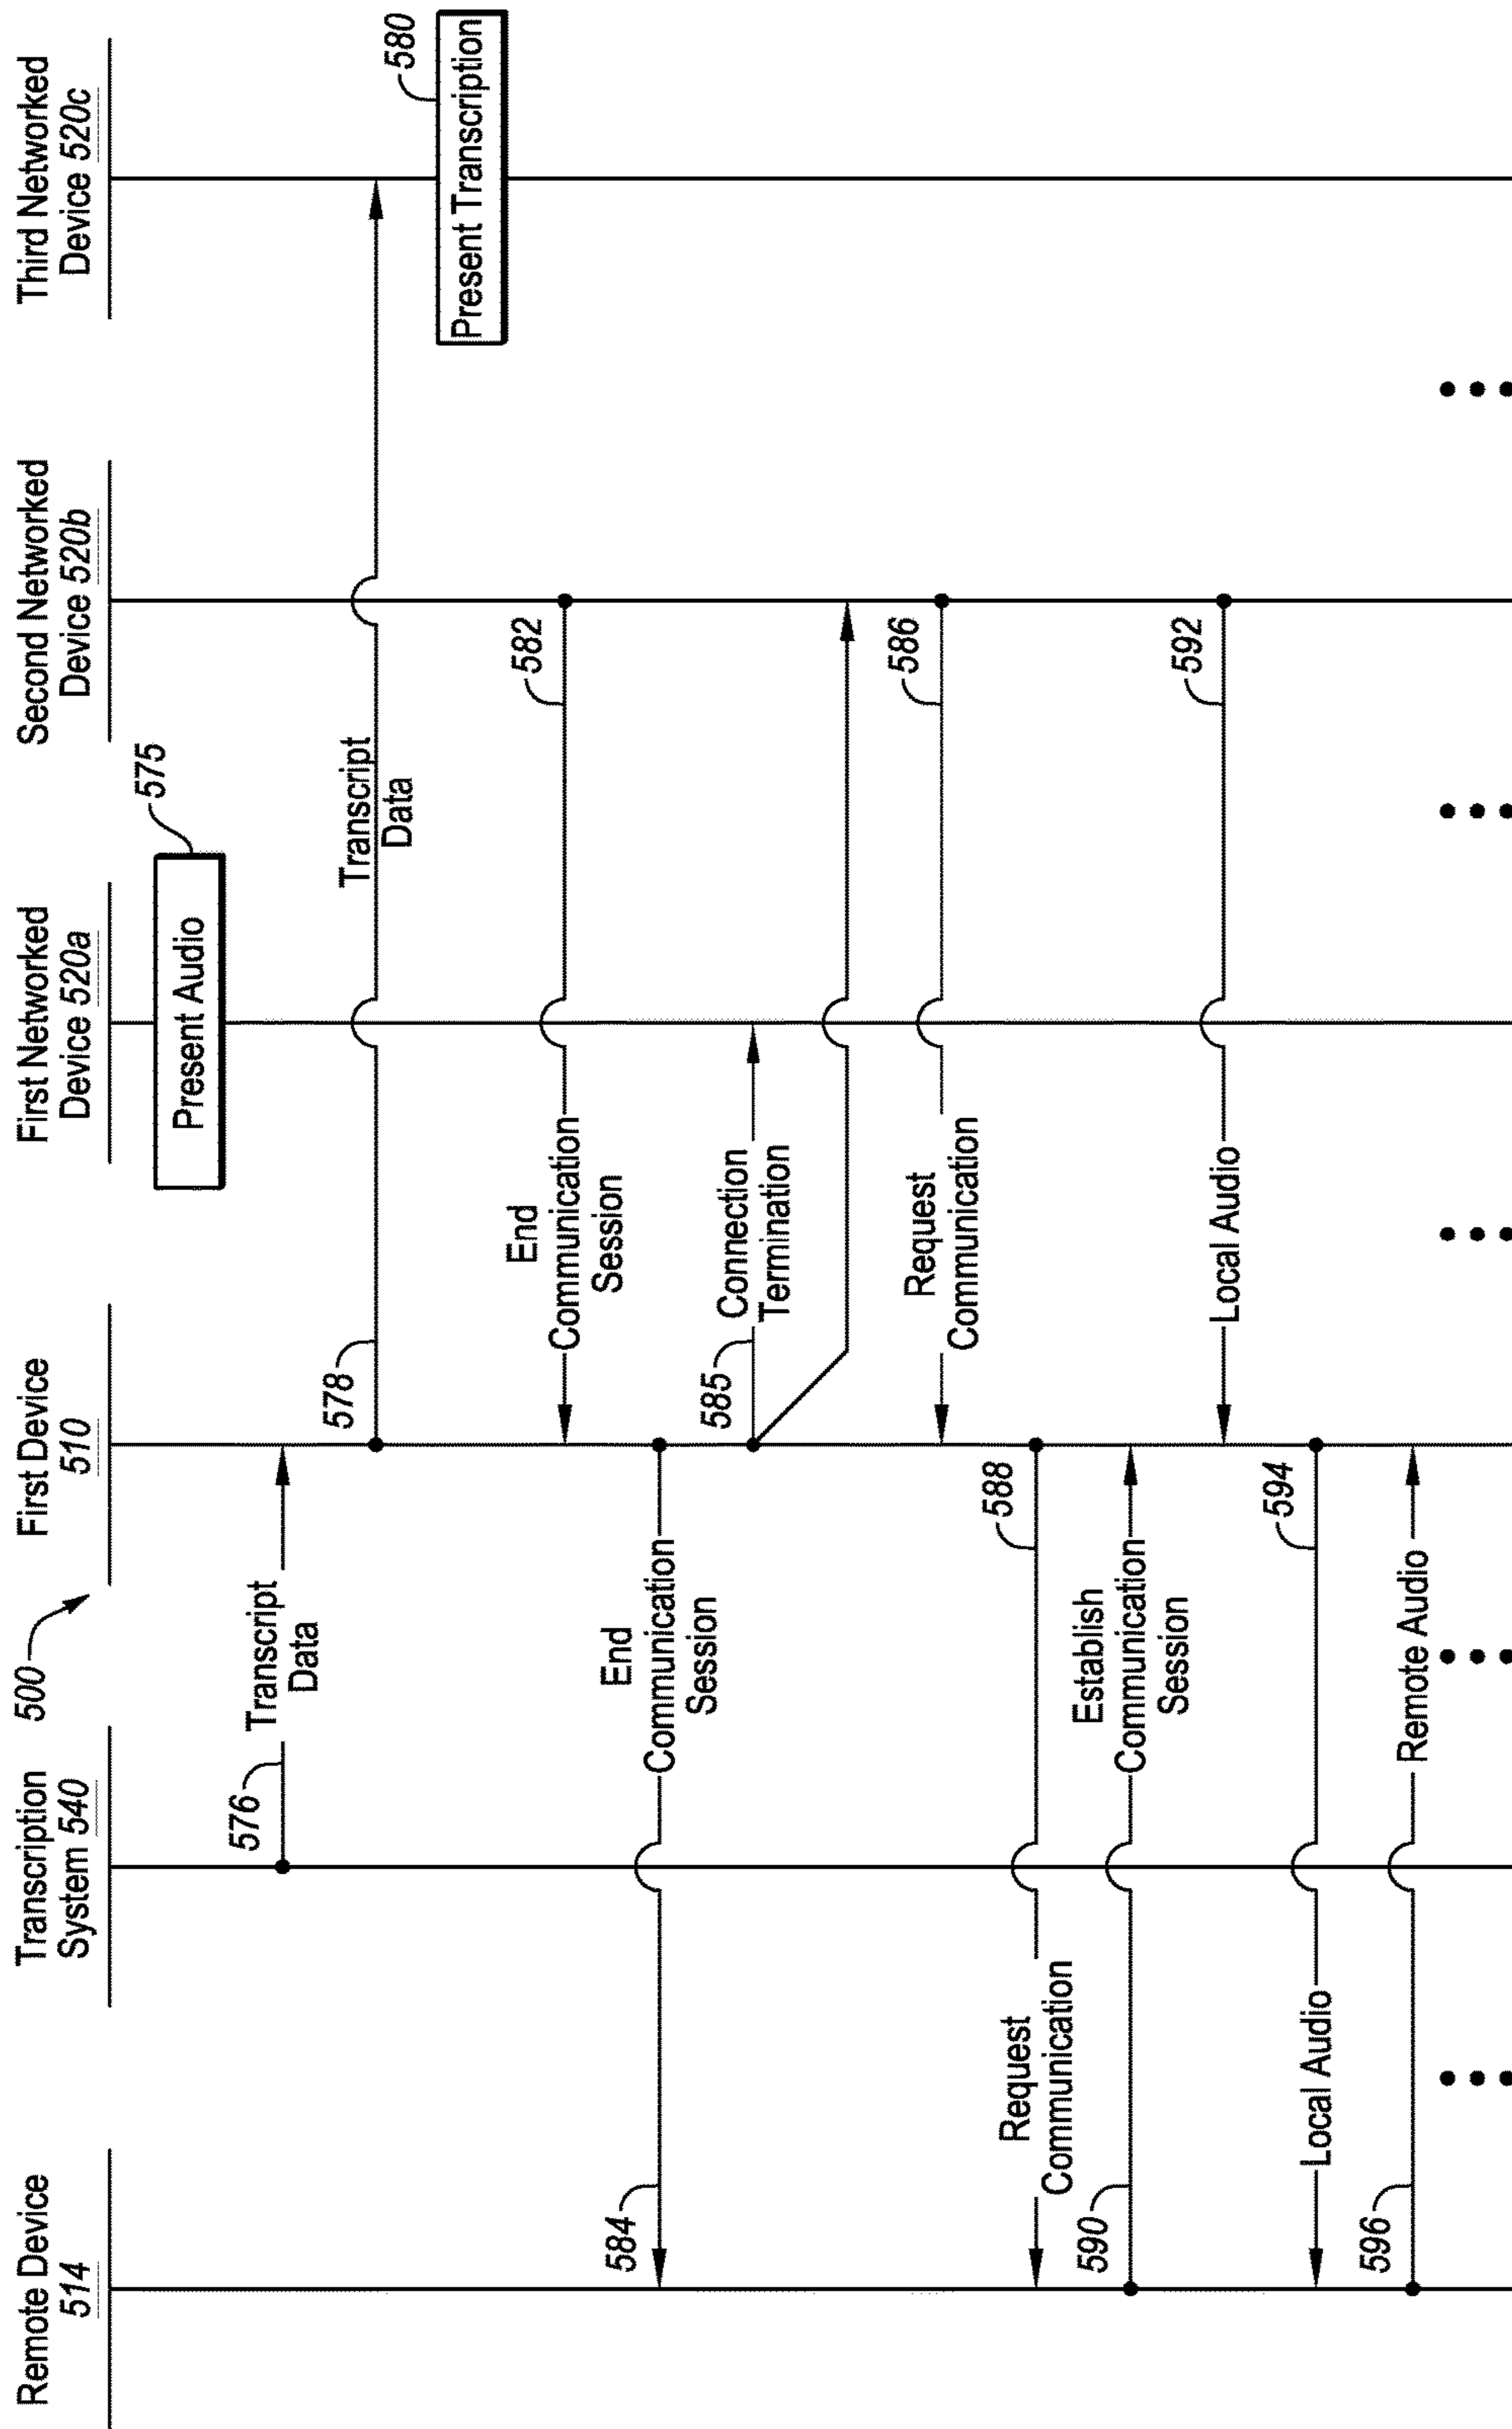 500
Remote Device
514
Transcription
System 540
First Device
510
First Networked
Device 520a
Second Networked
Device 520b
Third Networked
Device 520c
Present Audio
575
576
Transcript
Data
578
Transcript
Data
Present Transcription
580
582
End
Communication
Session
584
End
Communication
Session
585
Connection
Termination
586
Request
Communication
588
Request
Communication
590
Establish
Communication
Session
592
Local Audio
594
Local Audio
596
Remote Audio